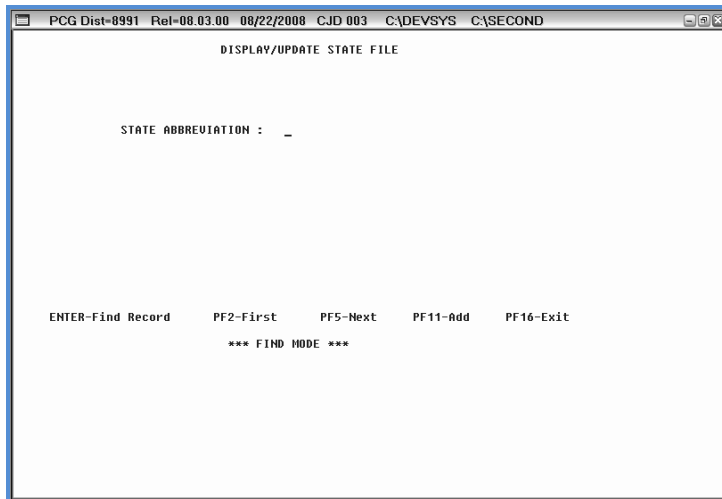 PCG Dist=8991 Rel=08.03.00 08/22/2008 CJD 003 C:\DEVSYS C:\SECOND
DISPLAY/UPDATE STATE FILE
STATE ABBREVIATION : _
ENTER-Find Record PF2-First PF5-Next PF11-Add PF16-Exit
*** FIND MODE ***